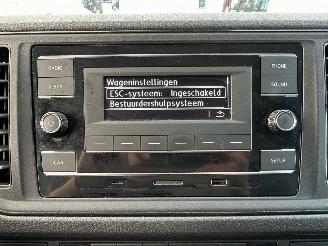 RADIO
PHONE
Wageninstellingen
MEDIA
ESC-systeem: Ingeschakeld
SOUND
Bestuurdershulpsysteem
CAR
SETUP